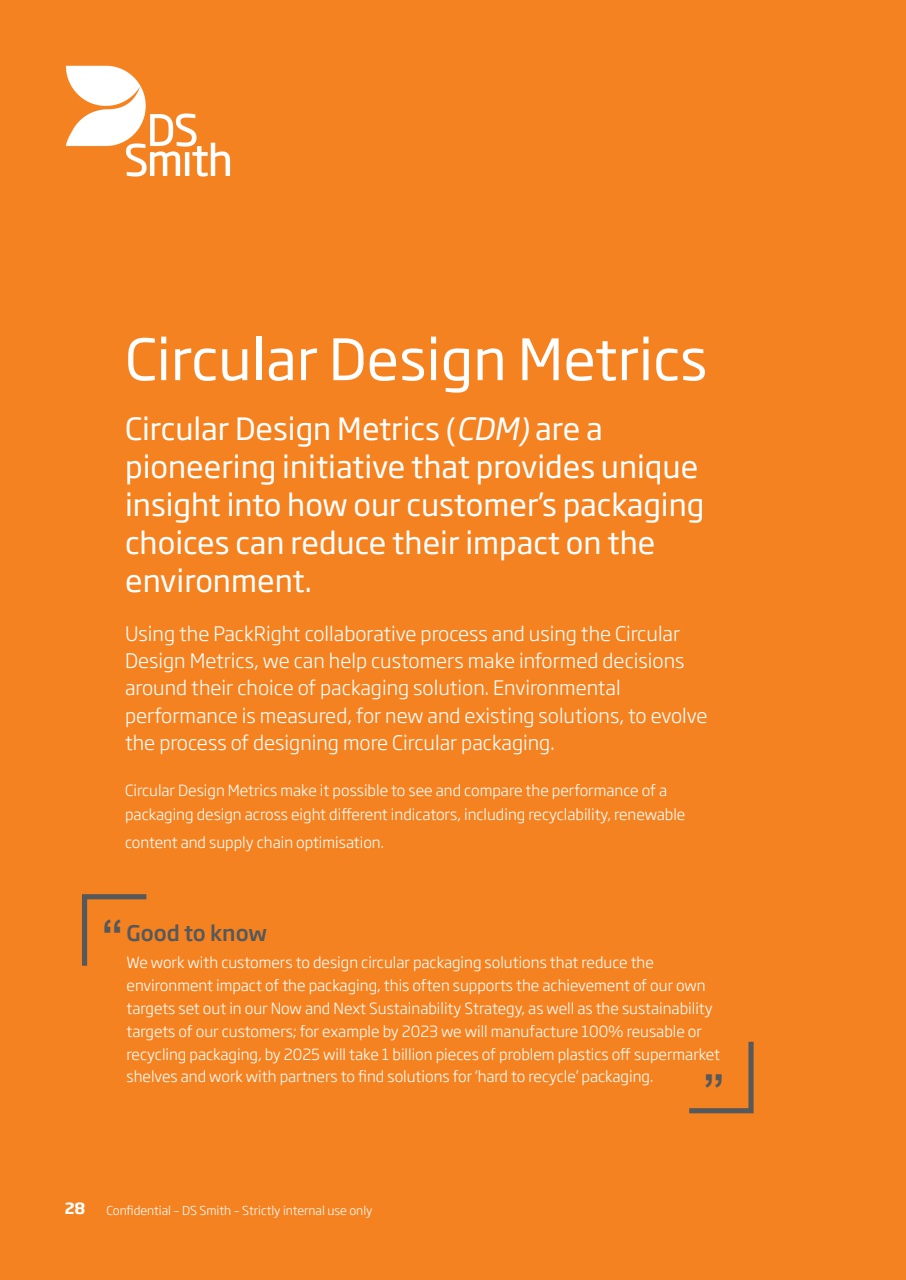 DS
Smith
Circular Design Metrics
Circular Design Metrics (CDM) are a
pioneering initiative that provides unique
insight into how our customer’s packaging
choices can reduce their impact on the
environment.
Using the PackRight collaborative process and using the Circular
Design Metrics, we can help customers make informed decisions
around their choice of packaging solution. Environmental
performance is measured, for new and existing solutions, to evolve
the process of designing more Circular packaging.
Circular Design Metrics make it possible to see and compare the performance of a
packaging design across eight different indicators, including recyclability, renewable
content and supply chain optimisation.
“ Good to know
We work with customers to design circular packaging solutions that reduce the
environment impact of the packaging, this often supports the achievement of our own
targets set out in our Now and Next Sustainability Strategy, as well as the sustainability
targets of our customers; for example by 2023 we will manufacture 100% reusable or
recycling packaging, by 2025 will take 1 billion pieces of problem plastics off supermarket
shelves and work with partners to find solutions for ‘hard to recycle’ packaging. ”
28 Confidential – DS Smith – Strictly internal use only